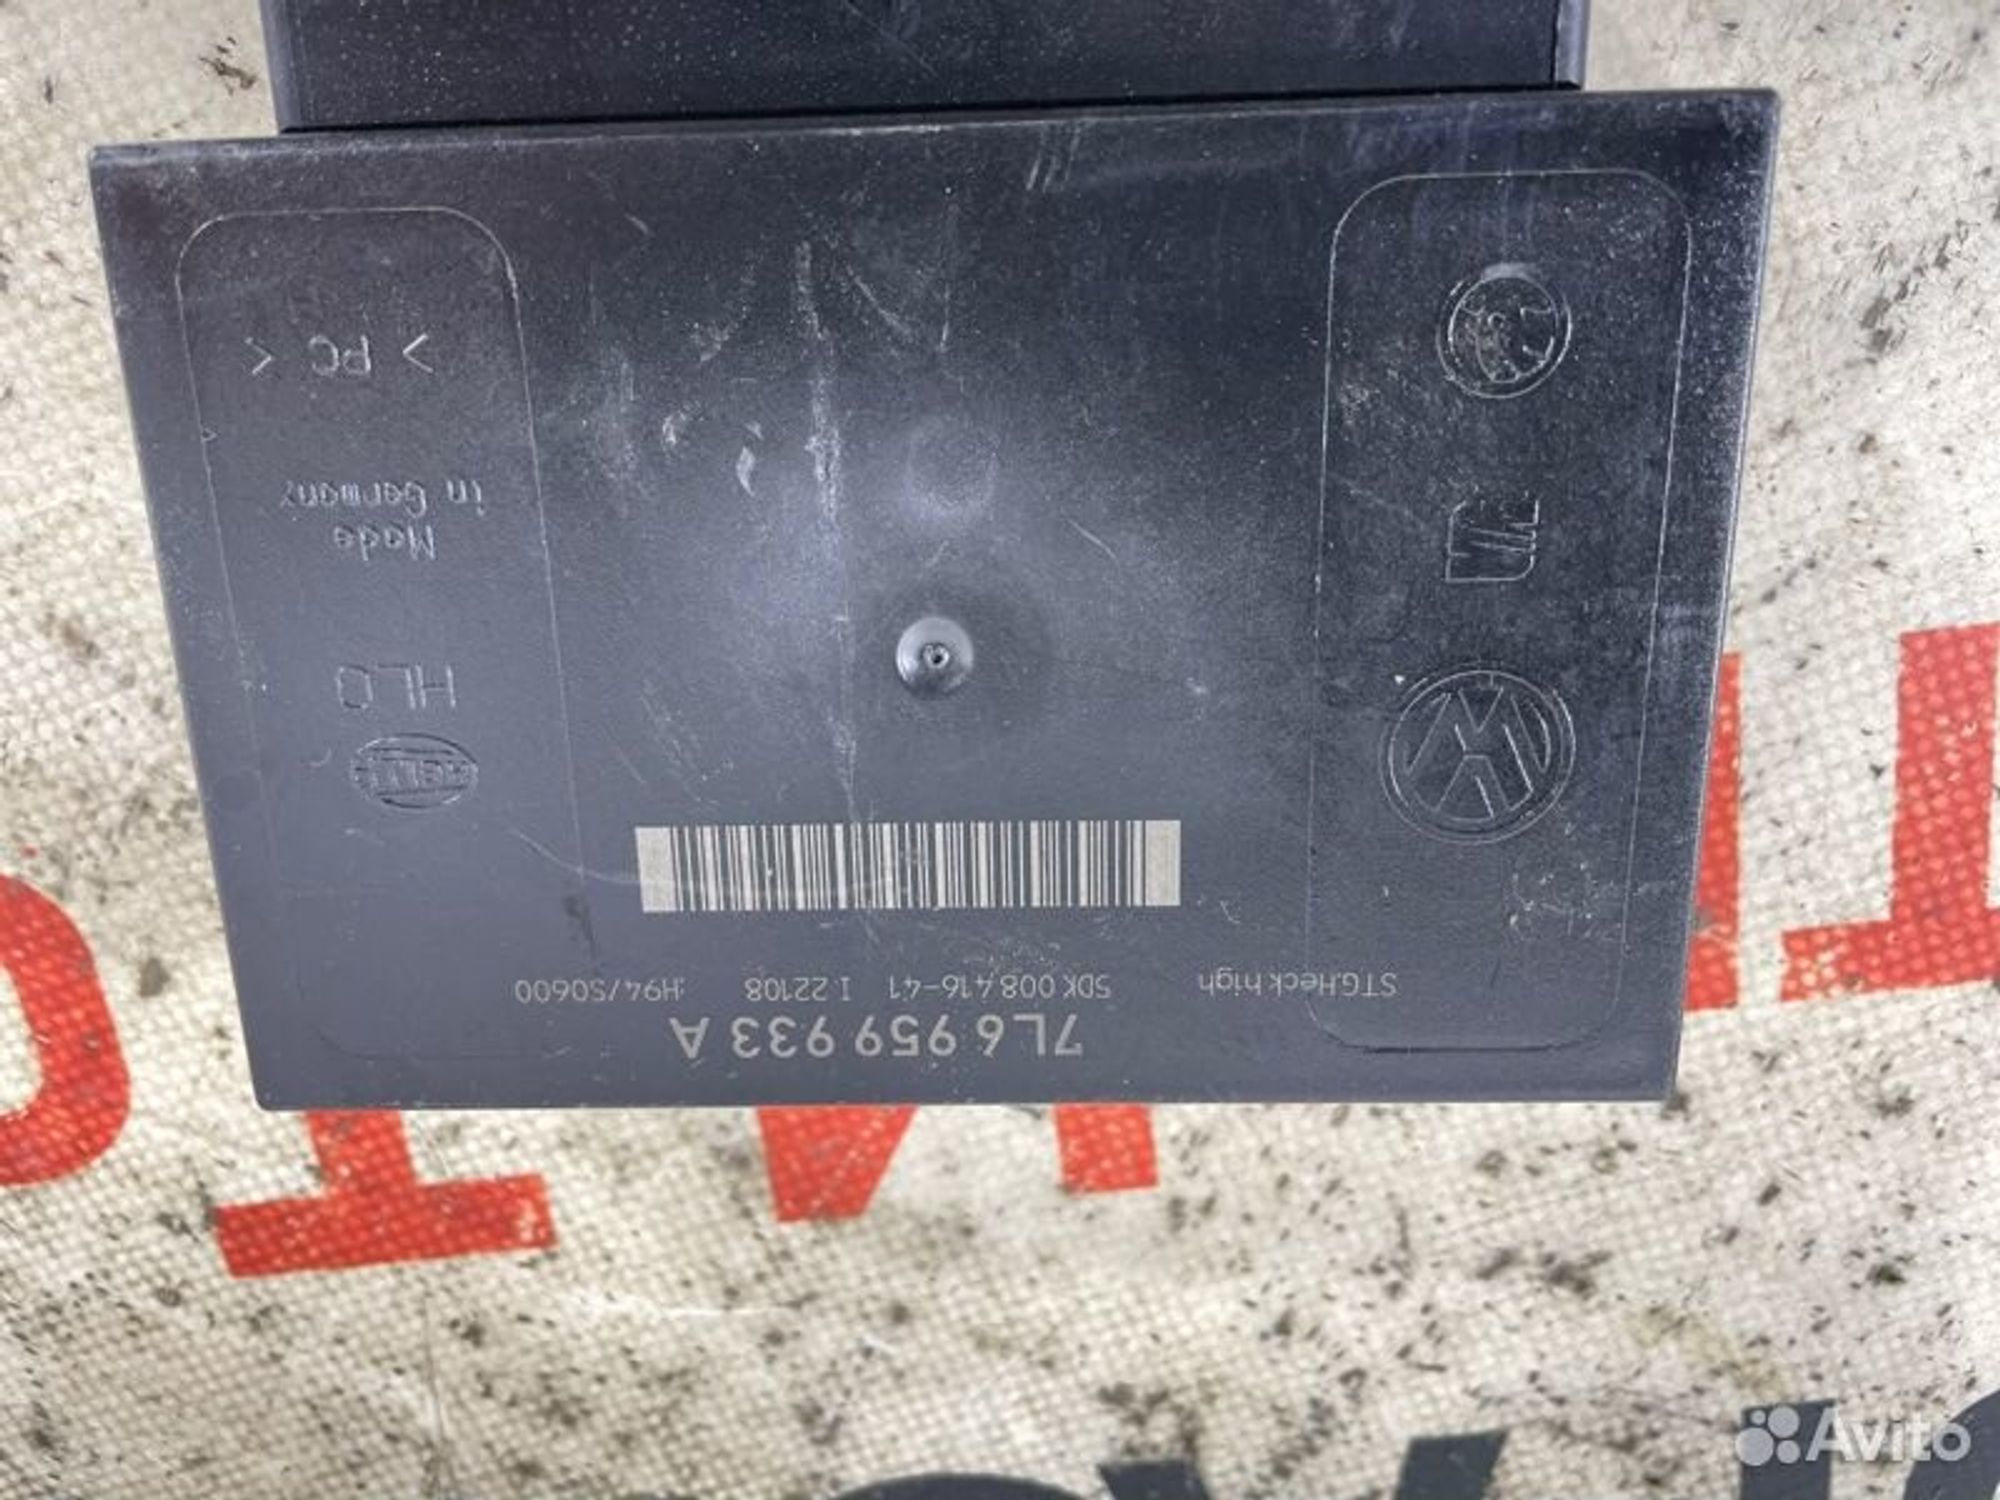 7L6 959 933 A
STG.Heck high 5DK 008 416-41 I 22108 H94/S0600
HELLA
HLO
Made
in Germany
> PC <
Avito